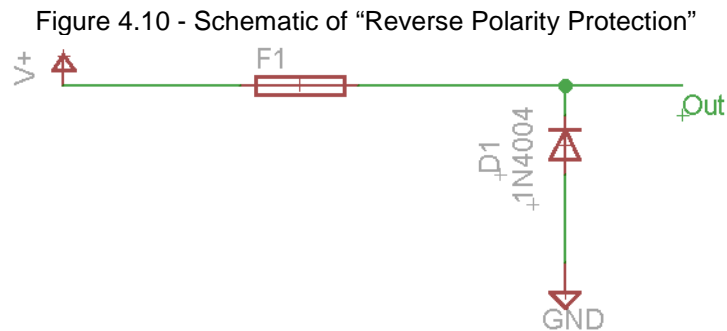 Figure 4.10 - Schematic of “Reverse Polarity Protection”
V+
F1
Out
D1
1N4004
GND